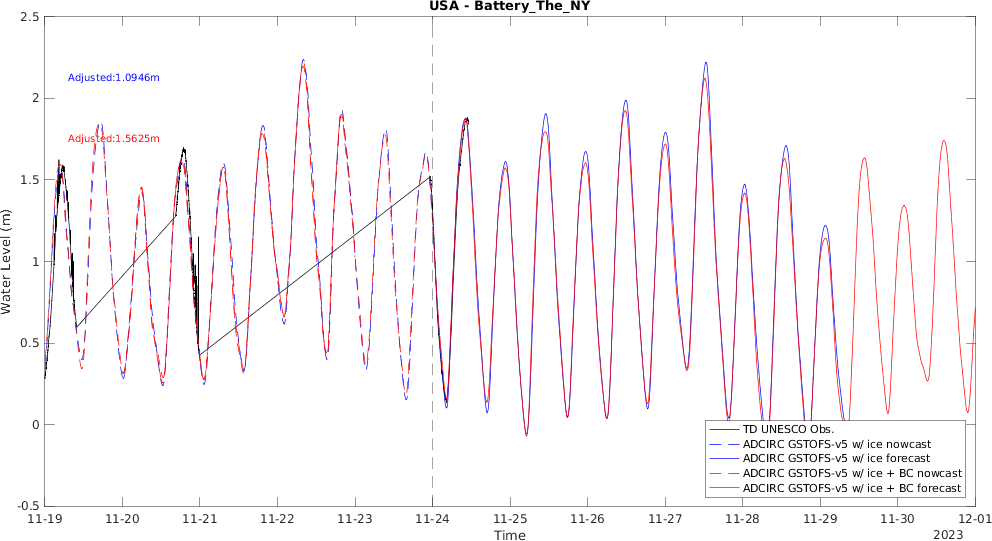 USA - Battery_The_NY
2.5
2
1.5
1
0.5
0
-0.5
Water Level (m)
Adjusted:1.0946m
Adjusted:1.5625m
TD UNESCO Obs.
ADCIRC GSTOFS-v5 w/ ice nowcast
ADCIRC GSTOFS-v5 w/ ice forecast
ADCIRC GSTOFS-v5 w/ ice + BC nowcast
ADCIRC GSTOFS-v5 w/ ice + BC forecast
11-19 11-20 11-21 11-22 11-23 11-24 11-25 11-26 11-27 11-28 11-29 11-30 12-01
Time
2023